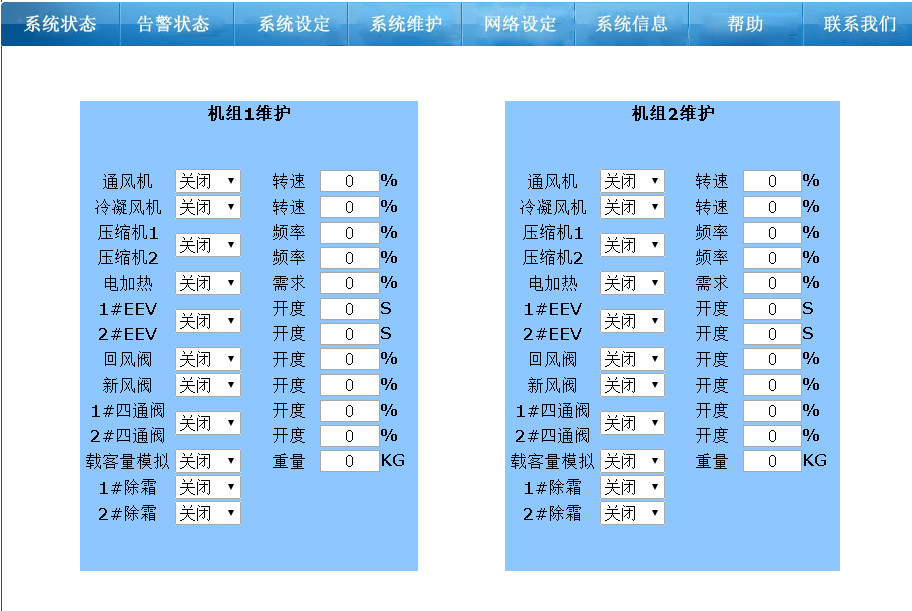 系统状态 告警状态 系统设定 系统维护 网络设定 系统信息 帮助 联系我们
机组1维护
通风机 关闭 转速 0 %
冷凝风机 关闭 转速 0 %
压缩机1 频率 0 %
关闭
压缩机2 频率 0 %
电加热 关闭 需求 0 %
1#EEV 开度 0 S
关闭
2#EEV 开度 0 S
回风阀 关闭 开度 0 %
新风阀 关闭 开度 0 %
1#四通阀 开度 0 %
关闭
2#四通阀 开度 0 %
载客量模拟 关闭 重量 0 KG
1#除霜 关闭
2#除霜 关闭
机组2维护
通风机 关闭 转速 0 %
冷凝风机 关闭 转速 0 %
压缩机1 频率 0 %
关闭
压缩机2 频率 0 %
电加热 关闭 需求 0 %
1#EEV 开度 0 S
关闭
2#EEV 开度 0 S
回风阀 关闭 开度 0 %
新风阀 关闭 开度 0 %
1#四通阀 开度 0 %
关闭
2#四通阀 开度 0 %
载客量模拟 关闭 重量 0 KG
1#除霜 关闭
2#除霜 关闭